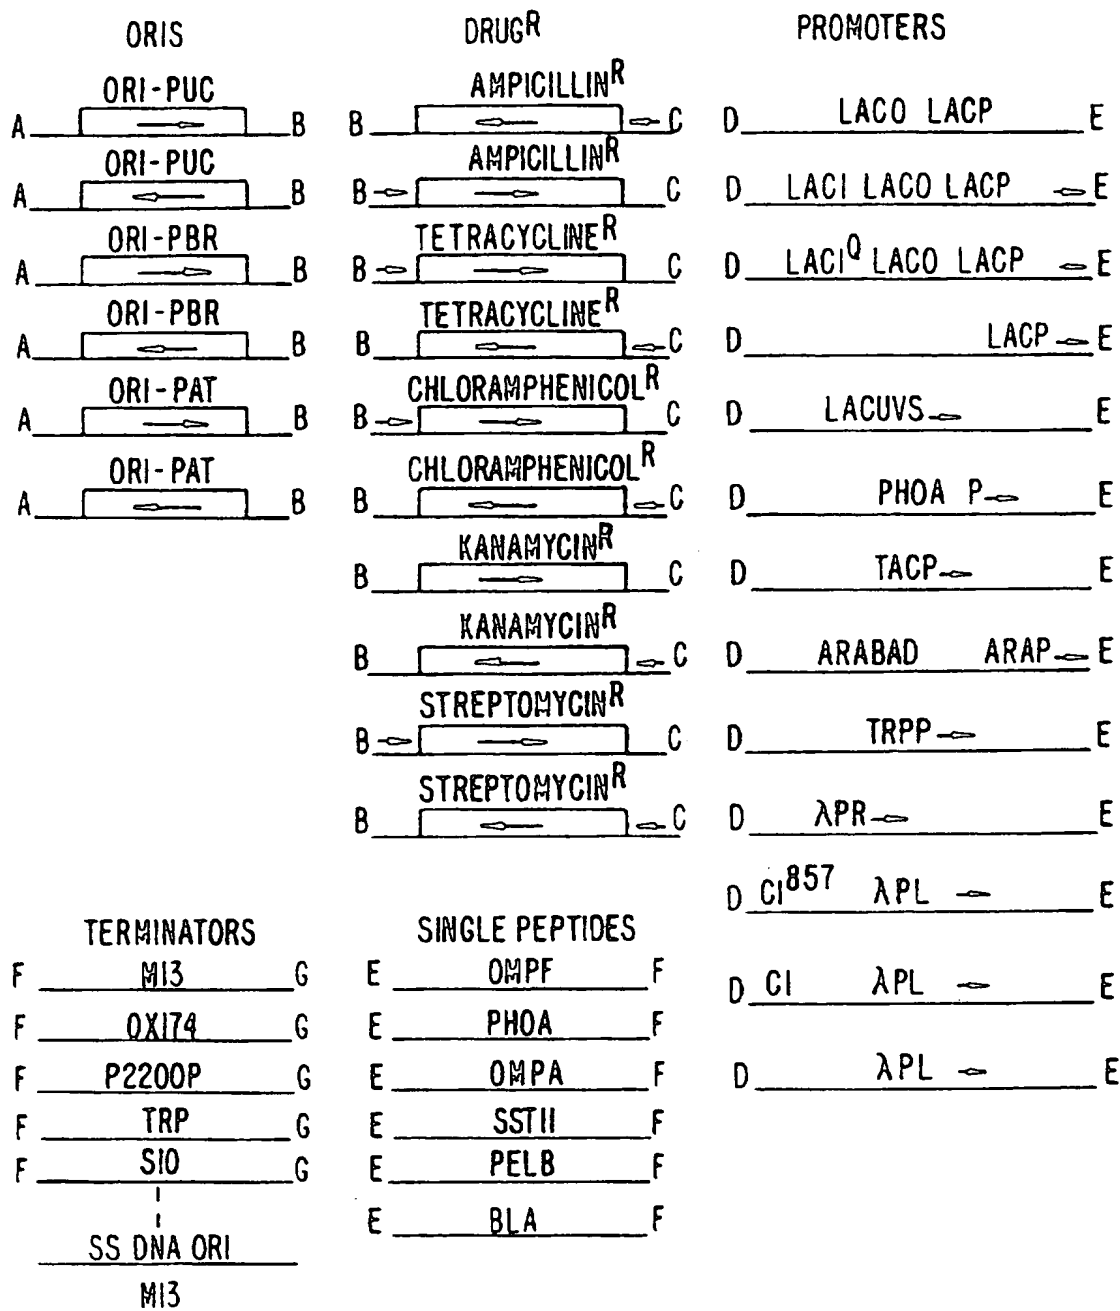 ORIS
ORI-PUC
A B
ORI-PUC
A B
ORI-PBR
A B
ORI-PBR
A B
ORI-PAT
A B
ORI-PAT
A B
DRUGR
AMPICILLINR
B C
AMPICILLINR
B C
TETRACYCLINER
B C
TETRACYCLINER
B C
CHLORAMPHENICOLR
B C
CHLORAMPHENICOLR
B C
KANAMYCINR
B C
KANAMYCINR
B C
STREPTOMYCINR
B C
STREPTOMYCINR
B C
PROMOTERS
D LACO LACP E
D LACI LACO LACP E
D LACIQ LACO LACP E
D LACP E
D LACUVS E
D PHOA P E
D TACP E
D ARABAD ARAP E
D TRPP E
D λPR E
D CI857 λPL E
D CI λPL E
D λPL E
TERMINATORS
F M13 G
F OX174 G
F P2200P G
F TRP G
F S10 G
SS DNA ORI
M13
SINGLE PEPTIDES
E OMPF F
E PHOA F
E OMPA F
E SSTII F
E PELB F
E BLA F